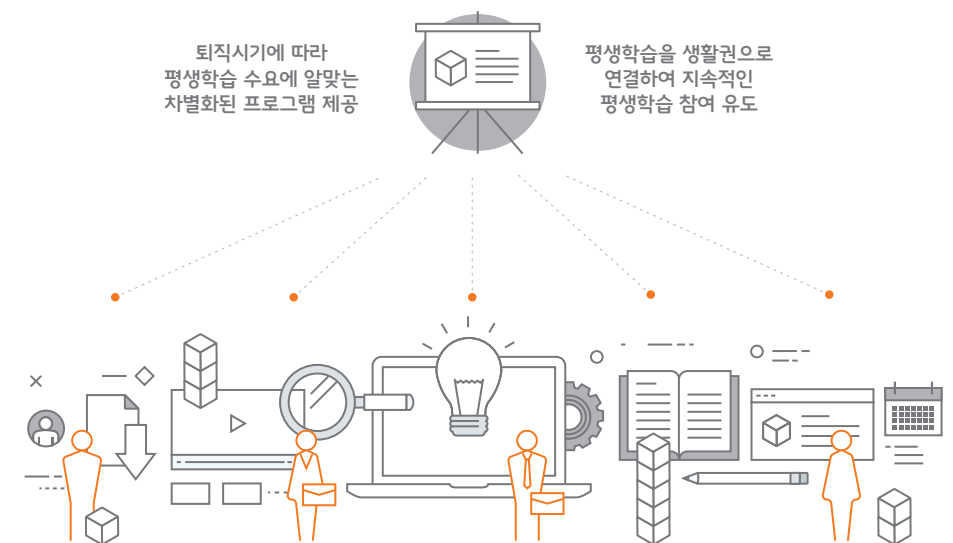 퇴직시기에 따라
평생학습 수요에 알맞는
차별화된 프로그램 제공
평생학습을 생활권으로
연결하여 지속적인
평생학습 참여 유도